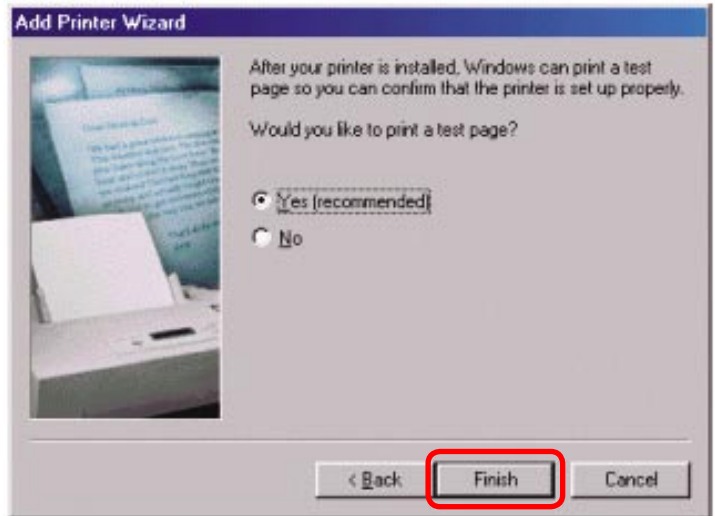 Add Printer Wizard
After your printer is installed, Windows can print a test
page so you can confirm that the printer is set up properly.
Would you like to print a test page?
Yes (recommended)
No
< Back
Finish
Cancel